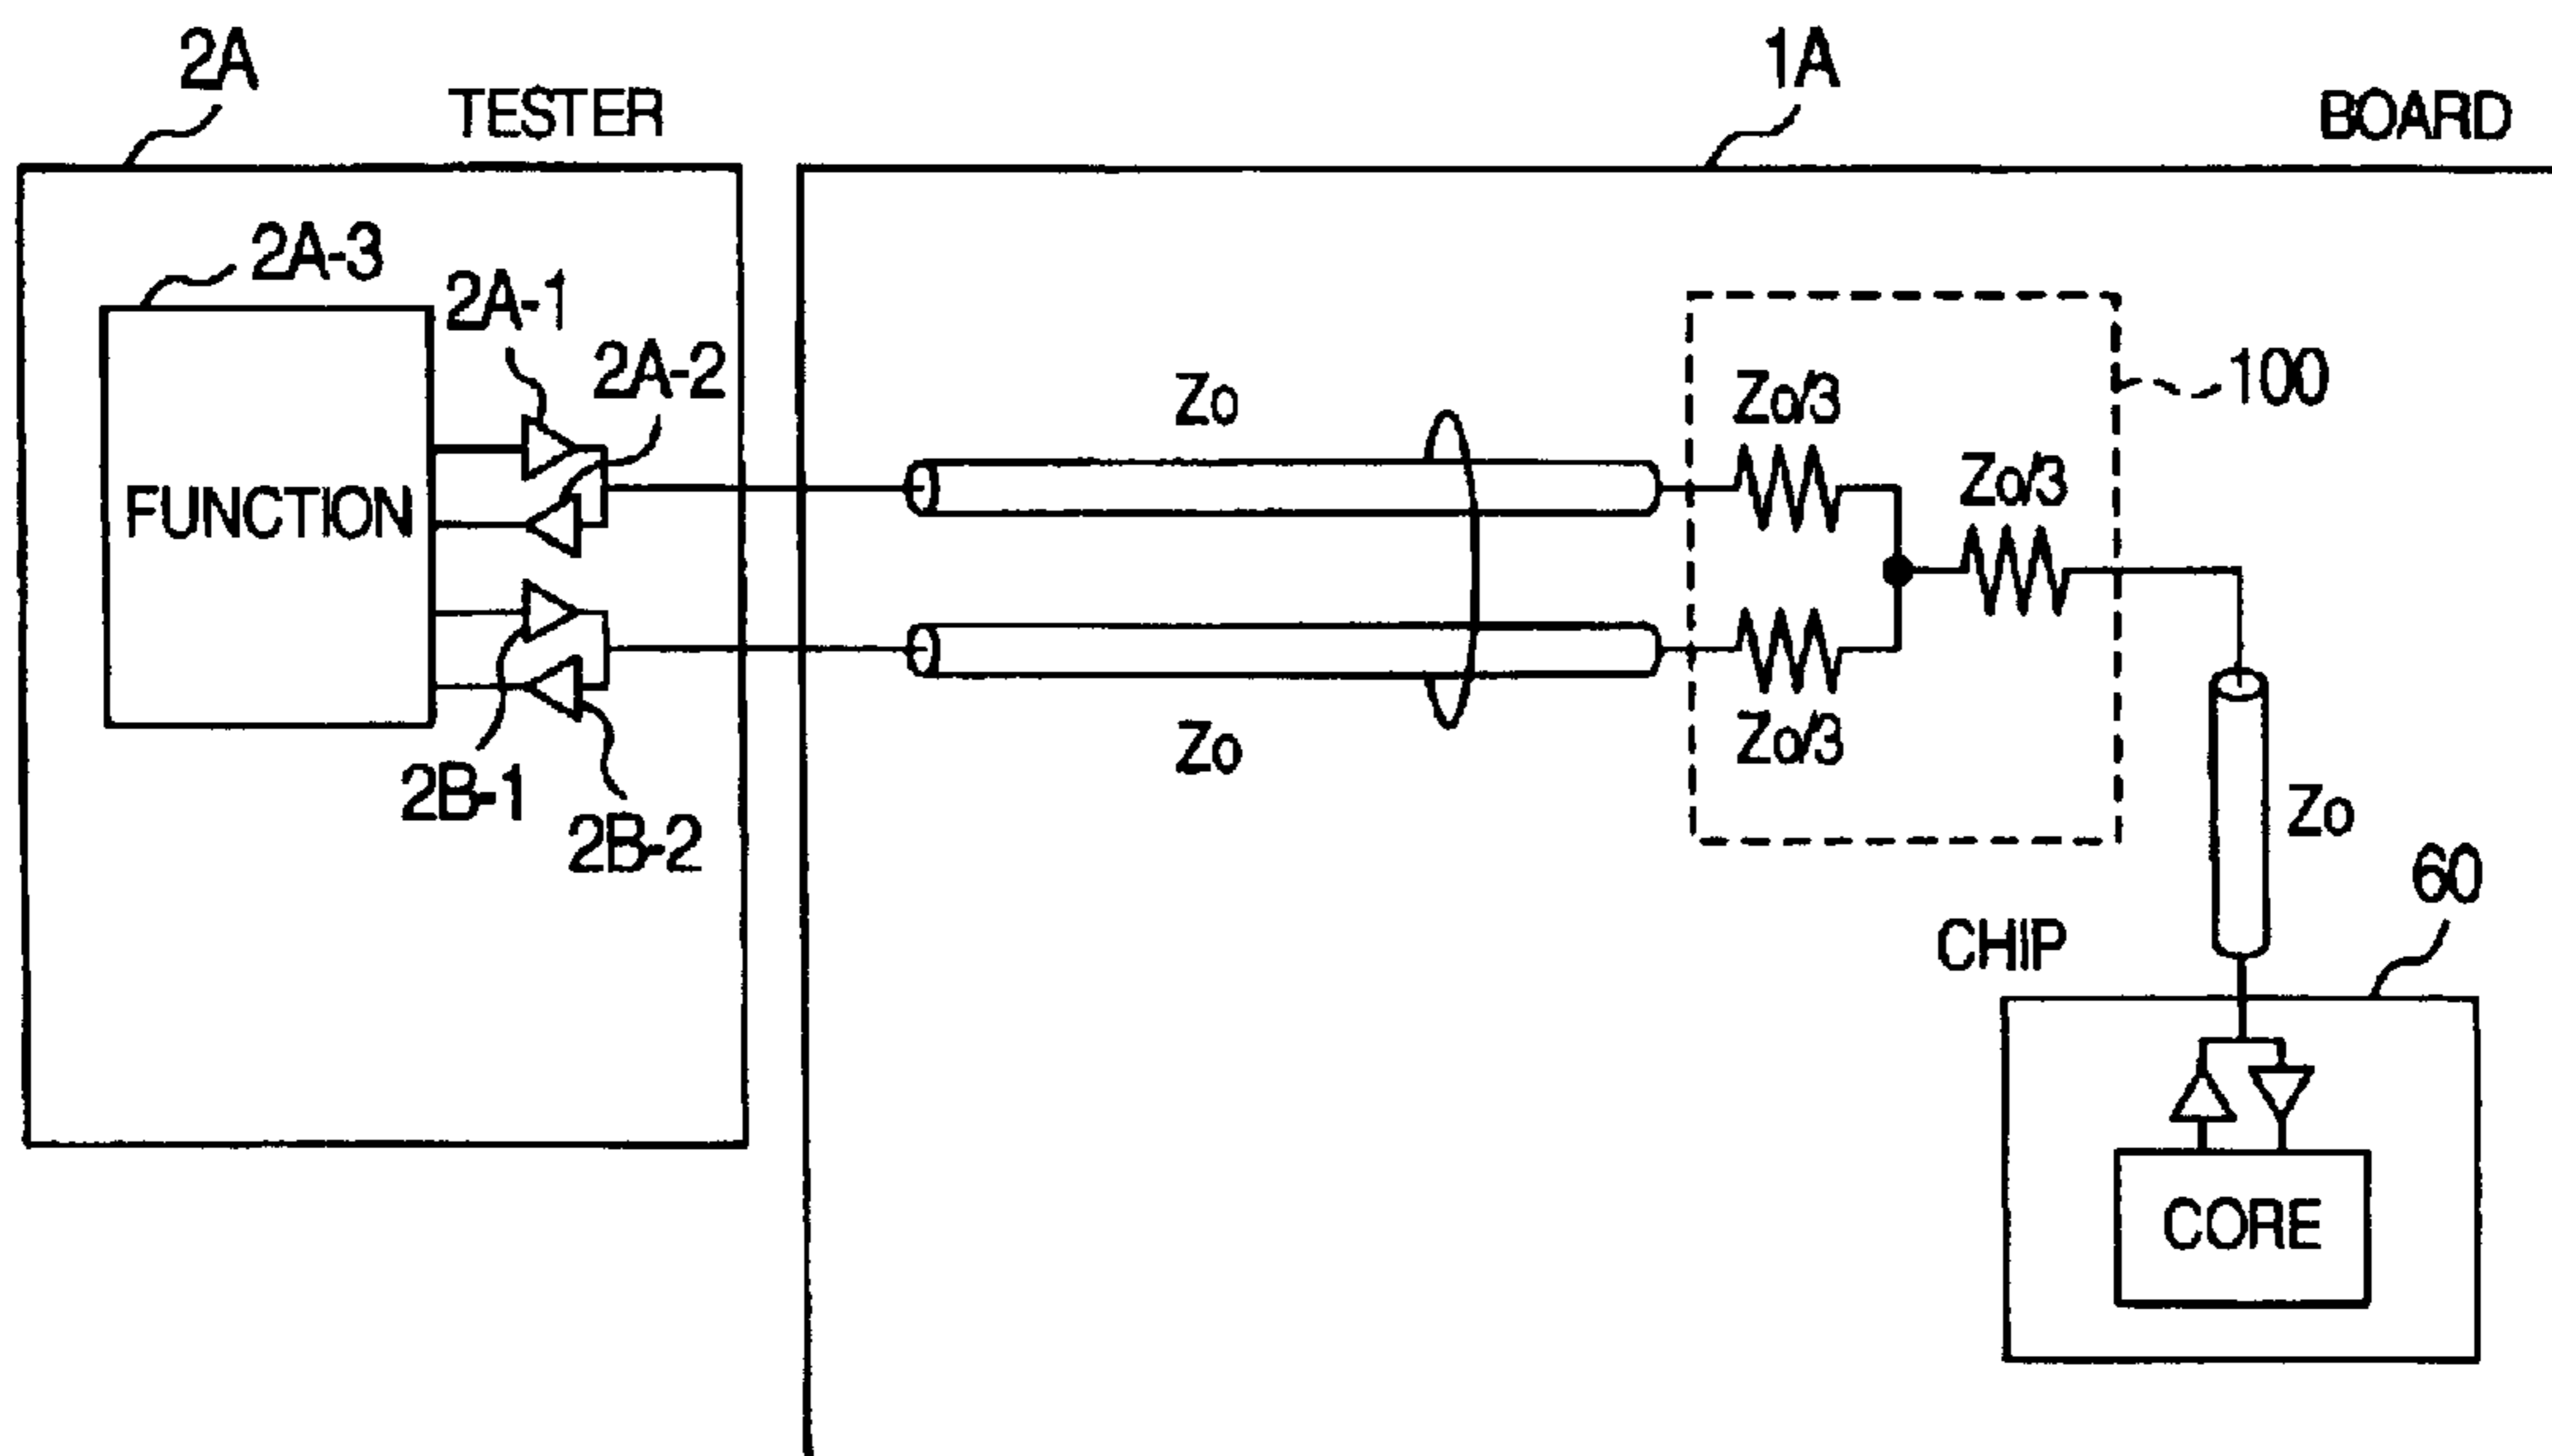 2A
TESTER
1A
BOARD
2A-3
2A-1
2A-2
FUNCTION
2B-1
2B-2
Zo
Zo
Zo/3
Zo/3
Zo/3
100
Zo
60
CHIP
CORE